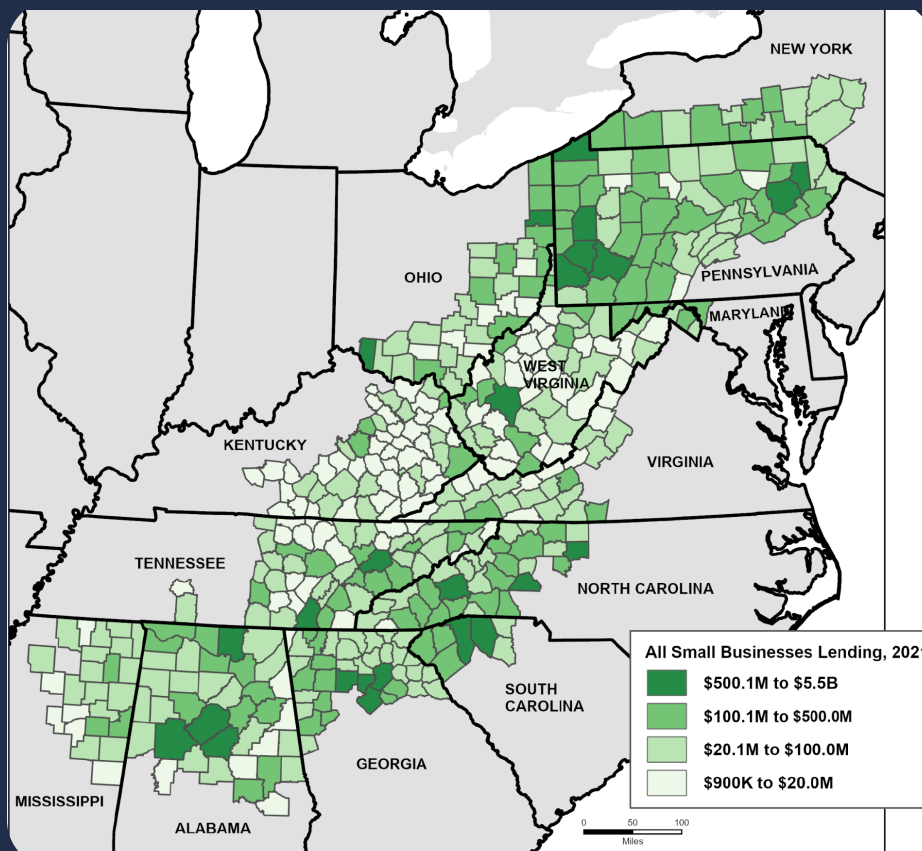 NEW YORK
PENNSYLVANIA
OHIO
MARYLAND
WEST
VIRGINIA
KENTUCKY
VIRGINIA
TENNESSEE
NORTH CAROLINA
SOUTH
CAROLINA
GEORGIA
MISSISSIPPI
ALABAMA
All Small Businesses Lending, 2021
$500.1M to $5.5B
$100.1M to $500.0M
$20.1M to $100.0M
$900K to $20.0M
0 50 100
Miles